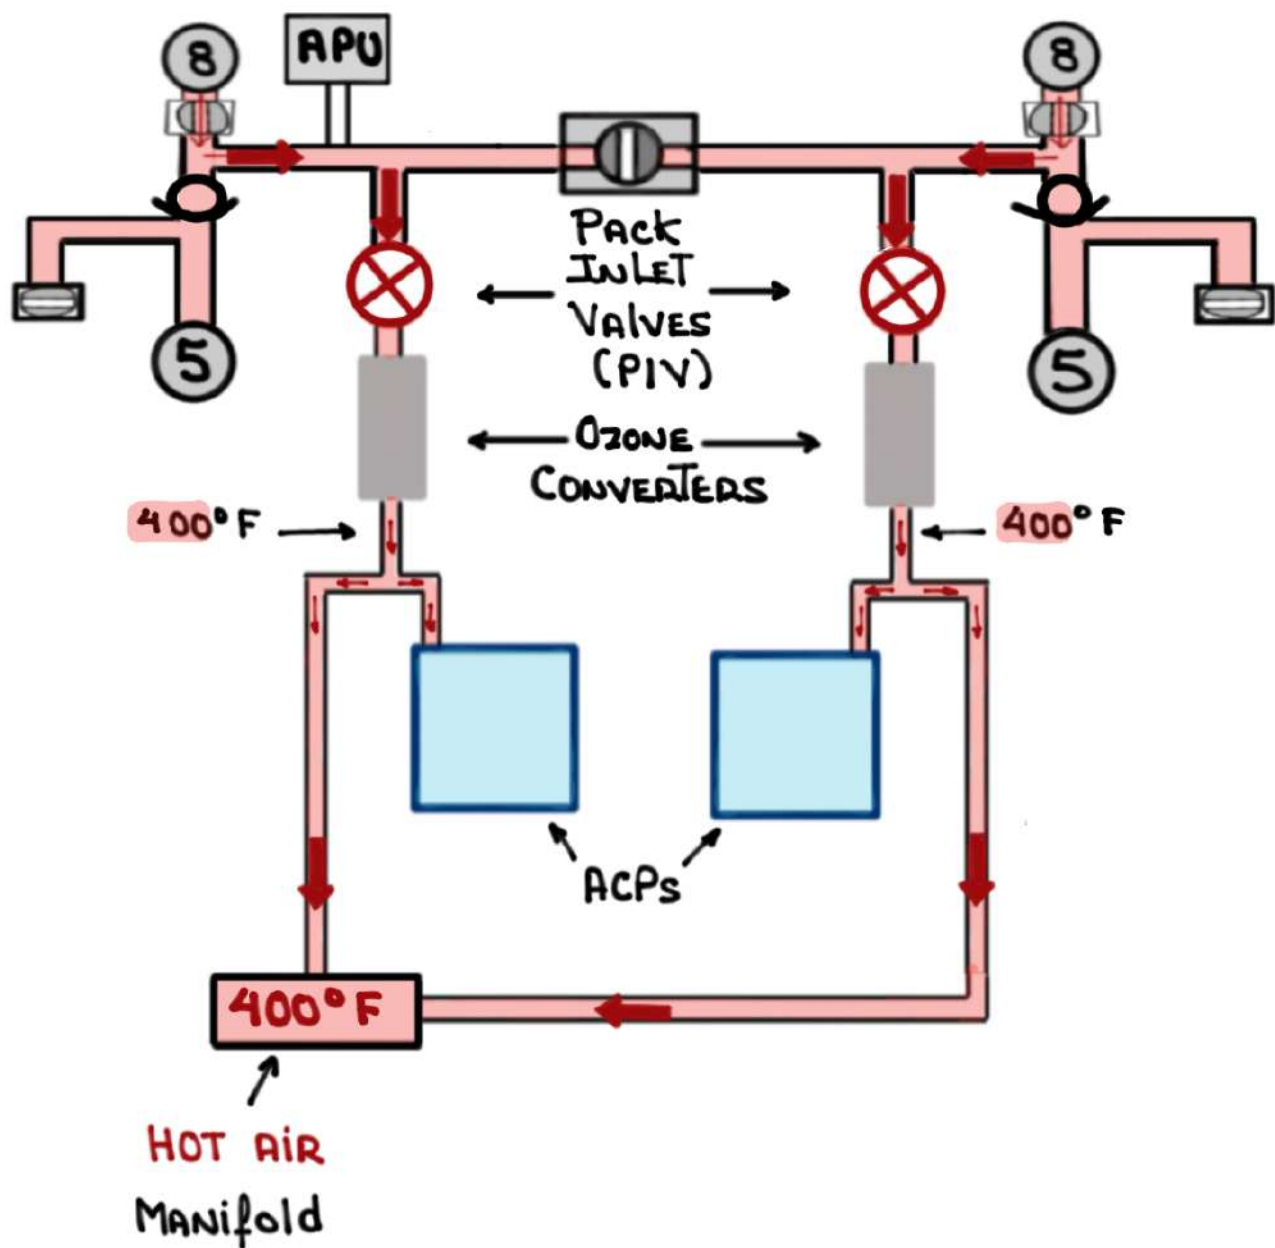 8
APU
8
Pack
Inlet
Valves
(PIV)
5
5
Ozone
Converters
400°F
400°F
ACPs
400°F
Hot Air
Manifold